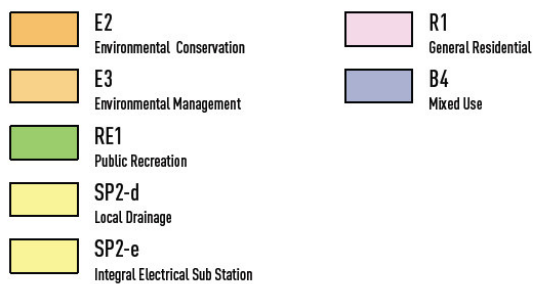 E2
Environmental Conservation
E3
Environmental Management
RE1
Public Recreation
SP2-d
Local Drainage
SP2-e
Integral Electrical Sub Station
R1
General Residential
B4
Mixed Use